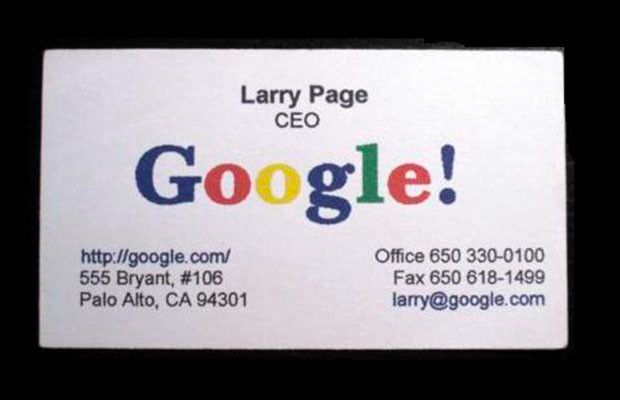 Larry Page
CEO
Google!
http://google.com/
555 Bryant, #106
Palo Alto, CA 94301
Office 650 330-0100
Fax 650 618-1499
larry@google.com